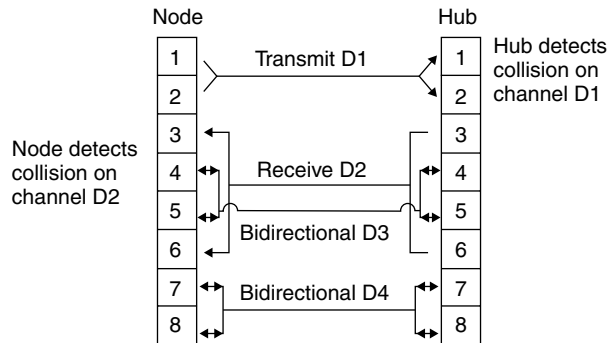 Node
Hub
1
2
3
4
5
6
7
8
Transmit D1
Receive D2
Bidirectional D3
Bidirectional D4
1
2
3
4
5
6
7
8
Hub detects
collision on
channel D1
Node detects
collision on
channel D2